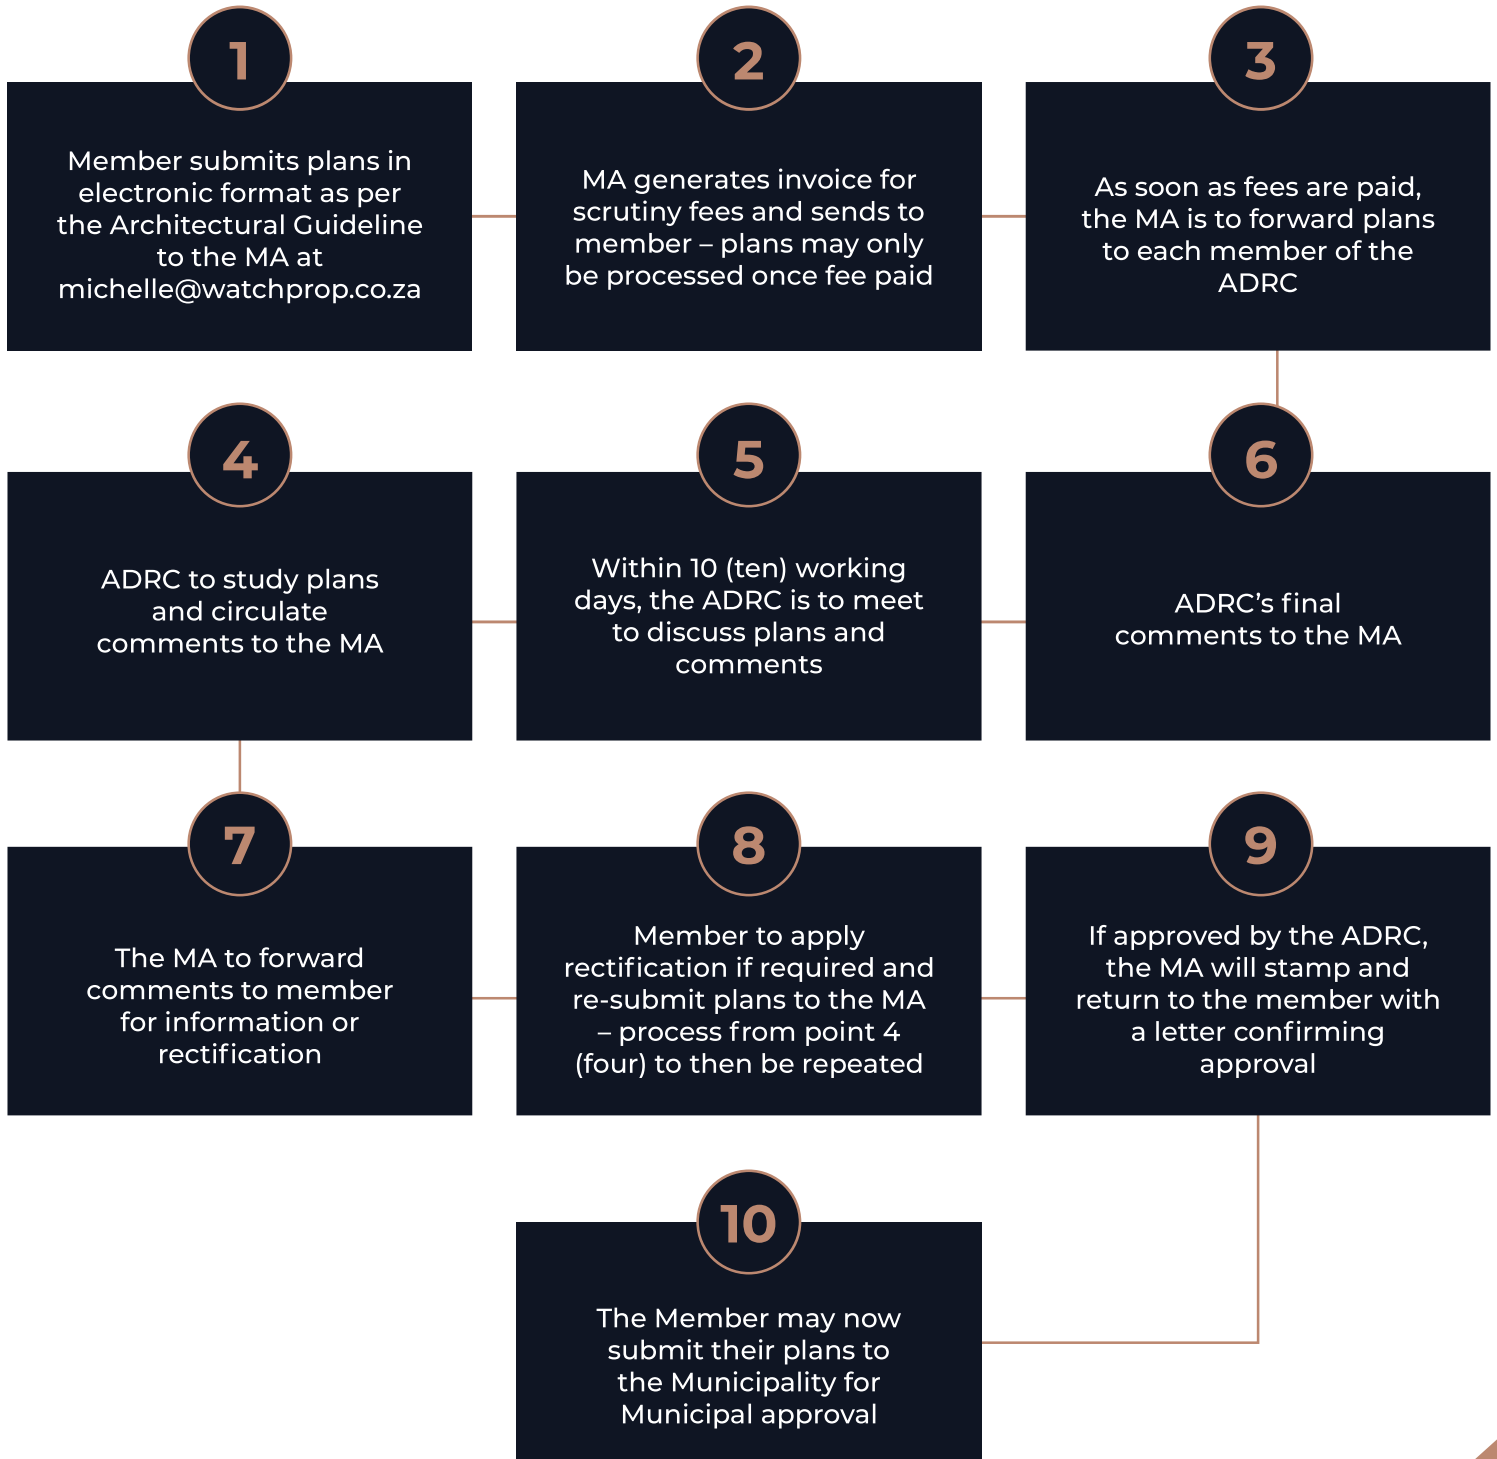 1
Member submits plans in
electronic format as per
the Architectural Guideline
to the MA at
michelle@watchprop.co.za
2
MA generates invoice for
scrutiny fees and sends to
member – plans may only
be processed once fee paid
3
As soon as fees are paid,
the MA is to forward plans
to each member of the
ADRC
4
ADRC to study plans
and circulate
comments to the MA
5
Within 10 (ten) working
days, the ADRC is to meet
to discuss plans and
comments
6
ADRC’s final
comments to the MA
7
The MA to forward
comments to member
for information or
rectification
8
Member to apply
rectification if required and
re-submit plans to the MA
– process from point 4
(four) to then be repeated
9
If approved by the ADRC,
the MA will stamp and
return to the member with
a letter confirming
approval
10
The Member may now
submit their plans to
the Municipality for
Municipal approval